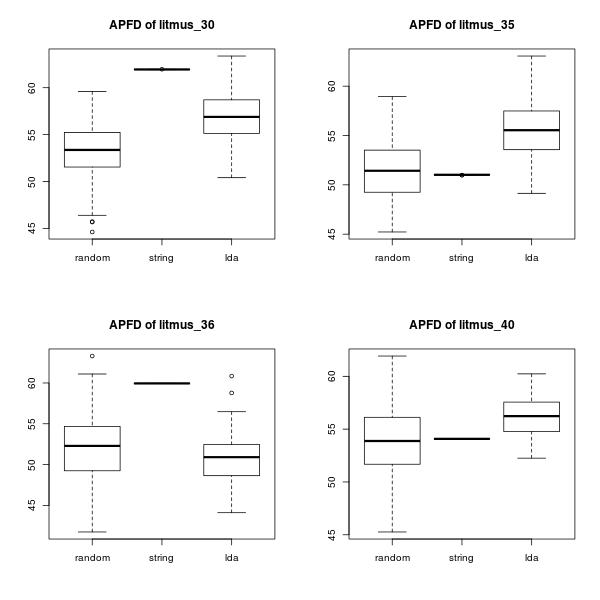 APFD of litmus_30
60
55
50
45
random string lda
APFD of litmus_35
60
55
50
45
random string lda
APFD of litmus_36
60
55
50
45
random string lda
APFD of litmus_40
60
55
50
45
random string lda